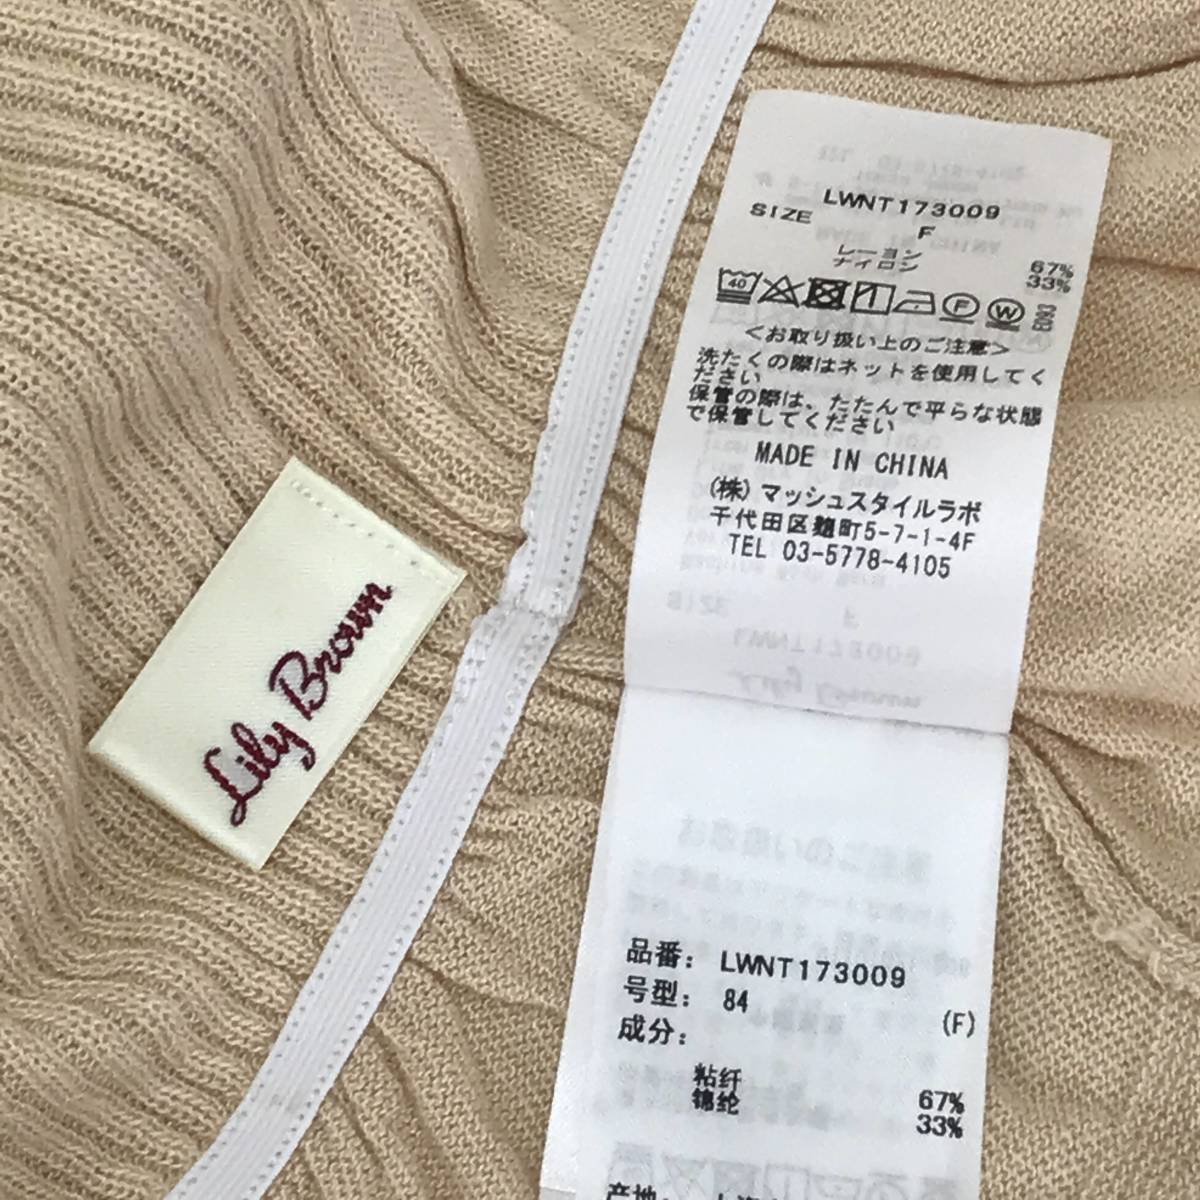 Lily Brown
LWNT173009
SIZE F
レーヨン 67%
ナイロン 33%
40 F W
<お取り扱い上のご注意>
洗たくの際はネットを使用してく
ださい
保管の際は、たたんで平らな状態
で保管してください
MADE IN CHINA
(株)マッシュスタイルラボ
千代田区麹町5-7-1-4F
TEL 03-5778-4105
品番: LWNT173009
号型: 84 (F)
成分:
粘纤 67%
锦纶 33%
产地: